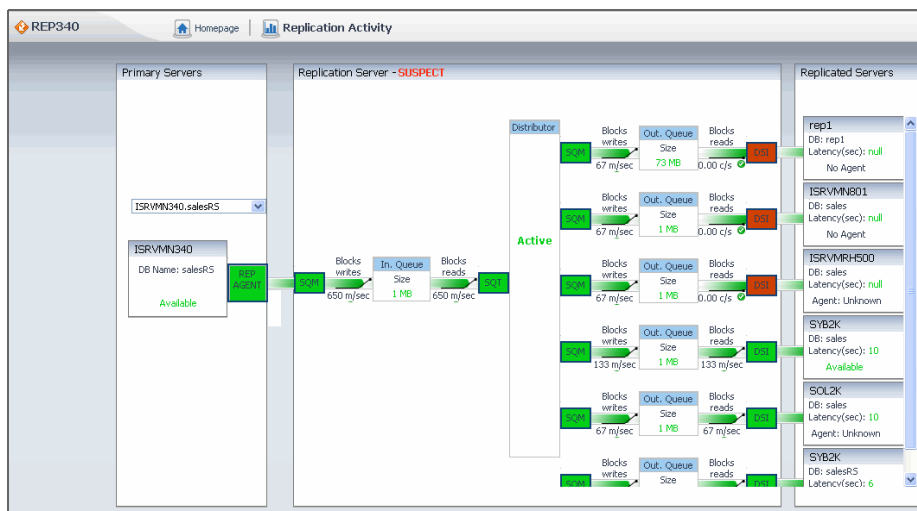 REP340
Homepage
Replication Activity
Primary Servers
ISRVMN340.salesRS
ISRVMN340
DB Name: salesRS
Available
REP
AGENT
Replication Server - SUSPECT
SQM
Blocks
writes
650 m/sec
In. Queue
Size
1 MB
Blocks
reads
650 m/sec
SQT
Distributor
Active
SQM
Blocks
writes
67 m/sec
Out. Queue
Size
73 MB
Blocks
reads
0.00 c/s
DSI
SQM
Blocks
writes
67 m/sec
Out. Queue
Size
1 MB
Blocks
reads
0.00 c/s
DSI
SQM
Blocks
writes
67 m/sec
Out. Queue
Size
1 MB
Blocks
reads
0.00 c/s
DSI
SQM
Blocks
writes
133 m/sec
Out. Queue
Size
1 MB
Blocks
reads
133 m/sec
DSI
SQM
Blocks
writes
67 m/sec
Out. Queue
Size
1 MB
Blocks
reads
67 m/sec
DSI
SQM
Blocks
writes
Out. Queue
Size
Blocks
reads
DSI
Replicated Servers
rep1
DB: rep1
Latency(sec): null
No Agent
ISRVMN801
DB: sales
Latency(sec): null
No Agent
ISRVMRH500
DB: sales
Latency(sec): null
Agent: Unknown
SYB2K
DB: sales
Latency(sec): 10
Available
SOL2K
DB: sales
Latency(sec): 10
Agent: Unknown
SYB2K
DB: salesRS
Latency(sec): 6